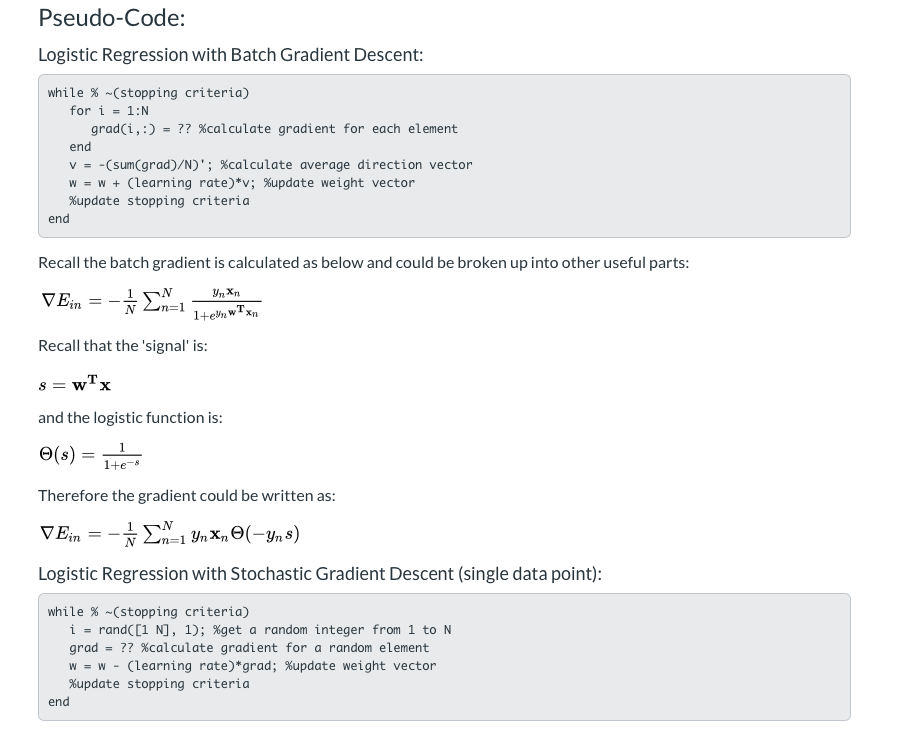 Pseudo-Code:
Logistic Regression with Batch Gradient Descent:
while % ~(stopping criteria)
   for i = 1:N
      grad(i,:) = ?? %calculate gradient for each element
   end
   v = -(sum(grad)/N)'; %calculate average direction vector
   w = w + (learning rate)*v; %update weight vector
   %update stopping criteria
end
Recall the batch gradient is calculated as below and could be broken up into other useful parts:
∇E_{in} = -\frac{1}{N} \sum_{n=1}^{N} \frac{y_n \mathbf{x}_n}{1+e^{y_n \mathbf{w}^T \mathbf{x}_n}}
Recall that the 'signal' is:
s = \mathbf{w}^T \mathbf{x}
and the logistic function is:
Θ(s) = \frac{1}{1+e^{-s}}
Therefore the gradient could be written as:
∇E_{in} = -\frac{1}{N} \sum_{n=1}^{N} y_n \mathbf{x}_n Θ(-y_n s)
Logistic Regression with Stochastic Gradient Descent (single data point):
while % ~(stopping criteria)
   i = rand([1 N], 1); %get a random integer from 1 to N
   grad = ?? %calculate gradient for a random element
   w = w - (learning rate)*grad; %update weight vector
   %update stopping criteria
end